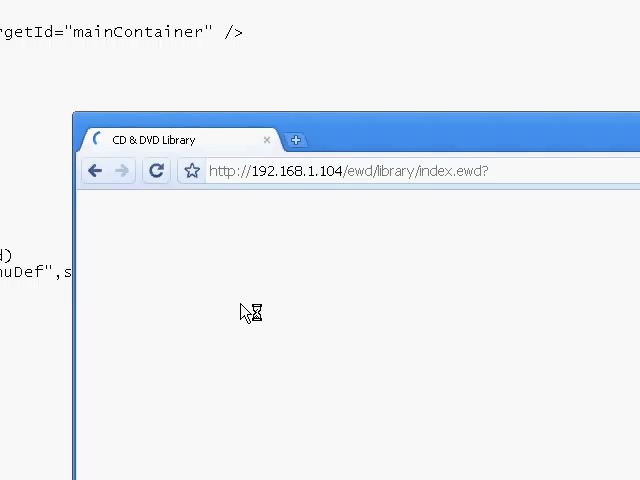 rgetId="mainContainer" />
CD & DVD Library
http://192.168.1.104/ewd/library/index.ewd?
d)
nuDef",s